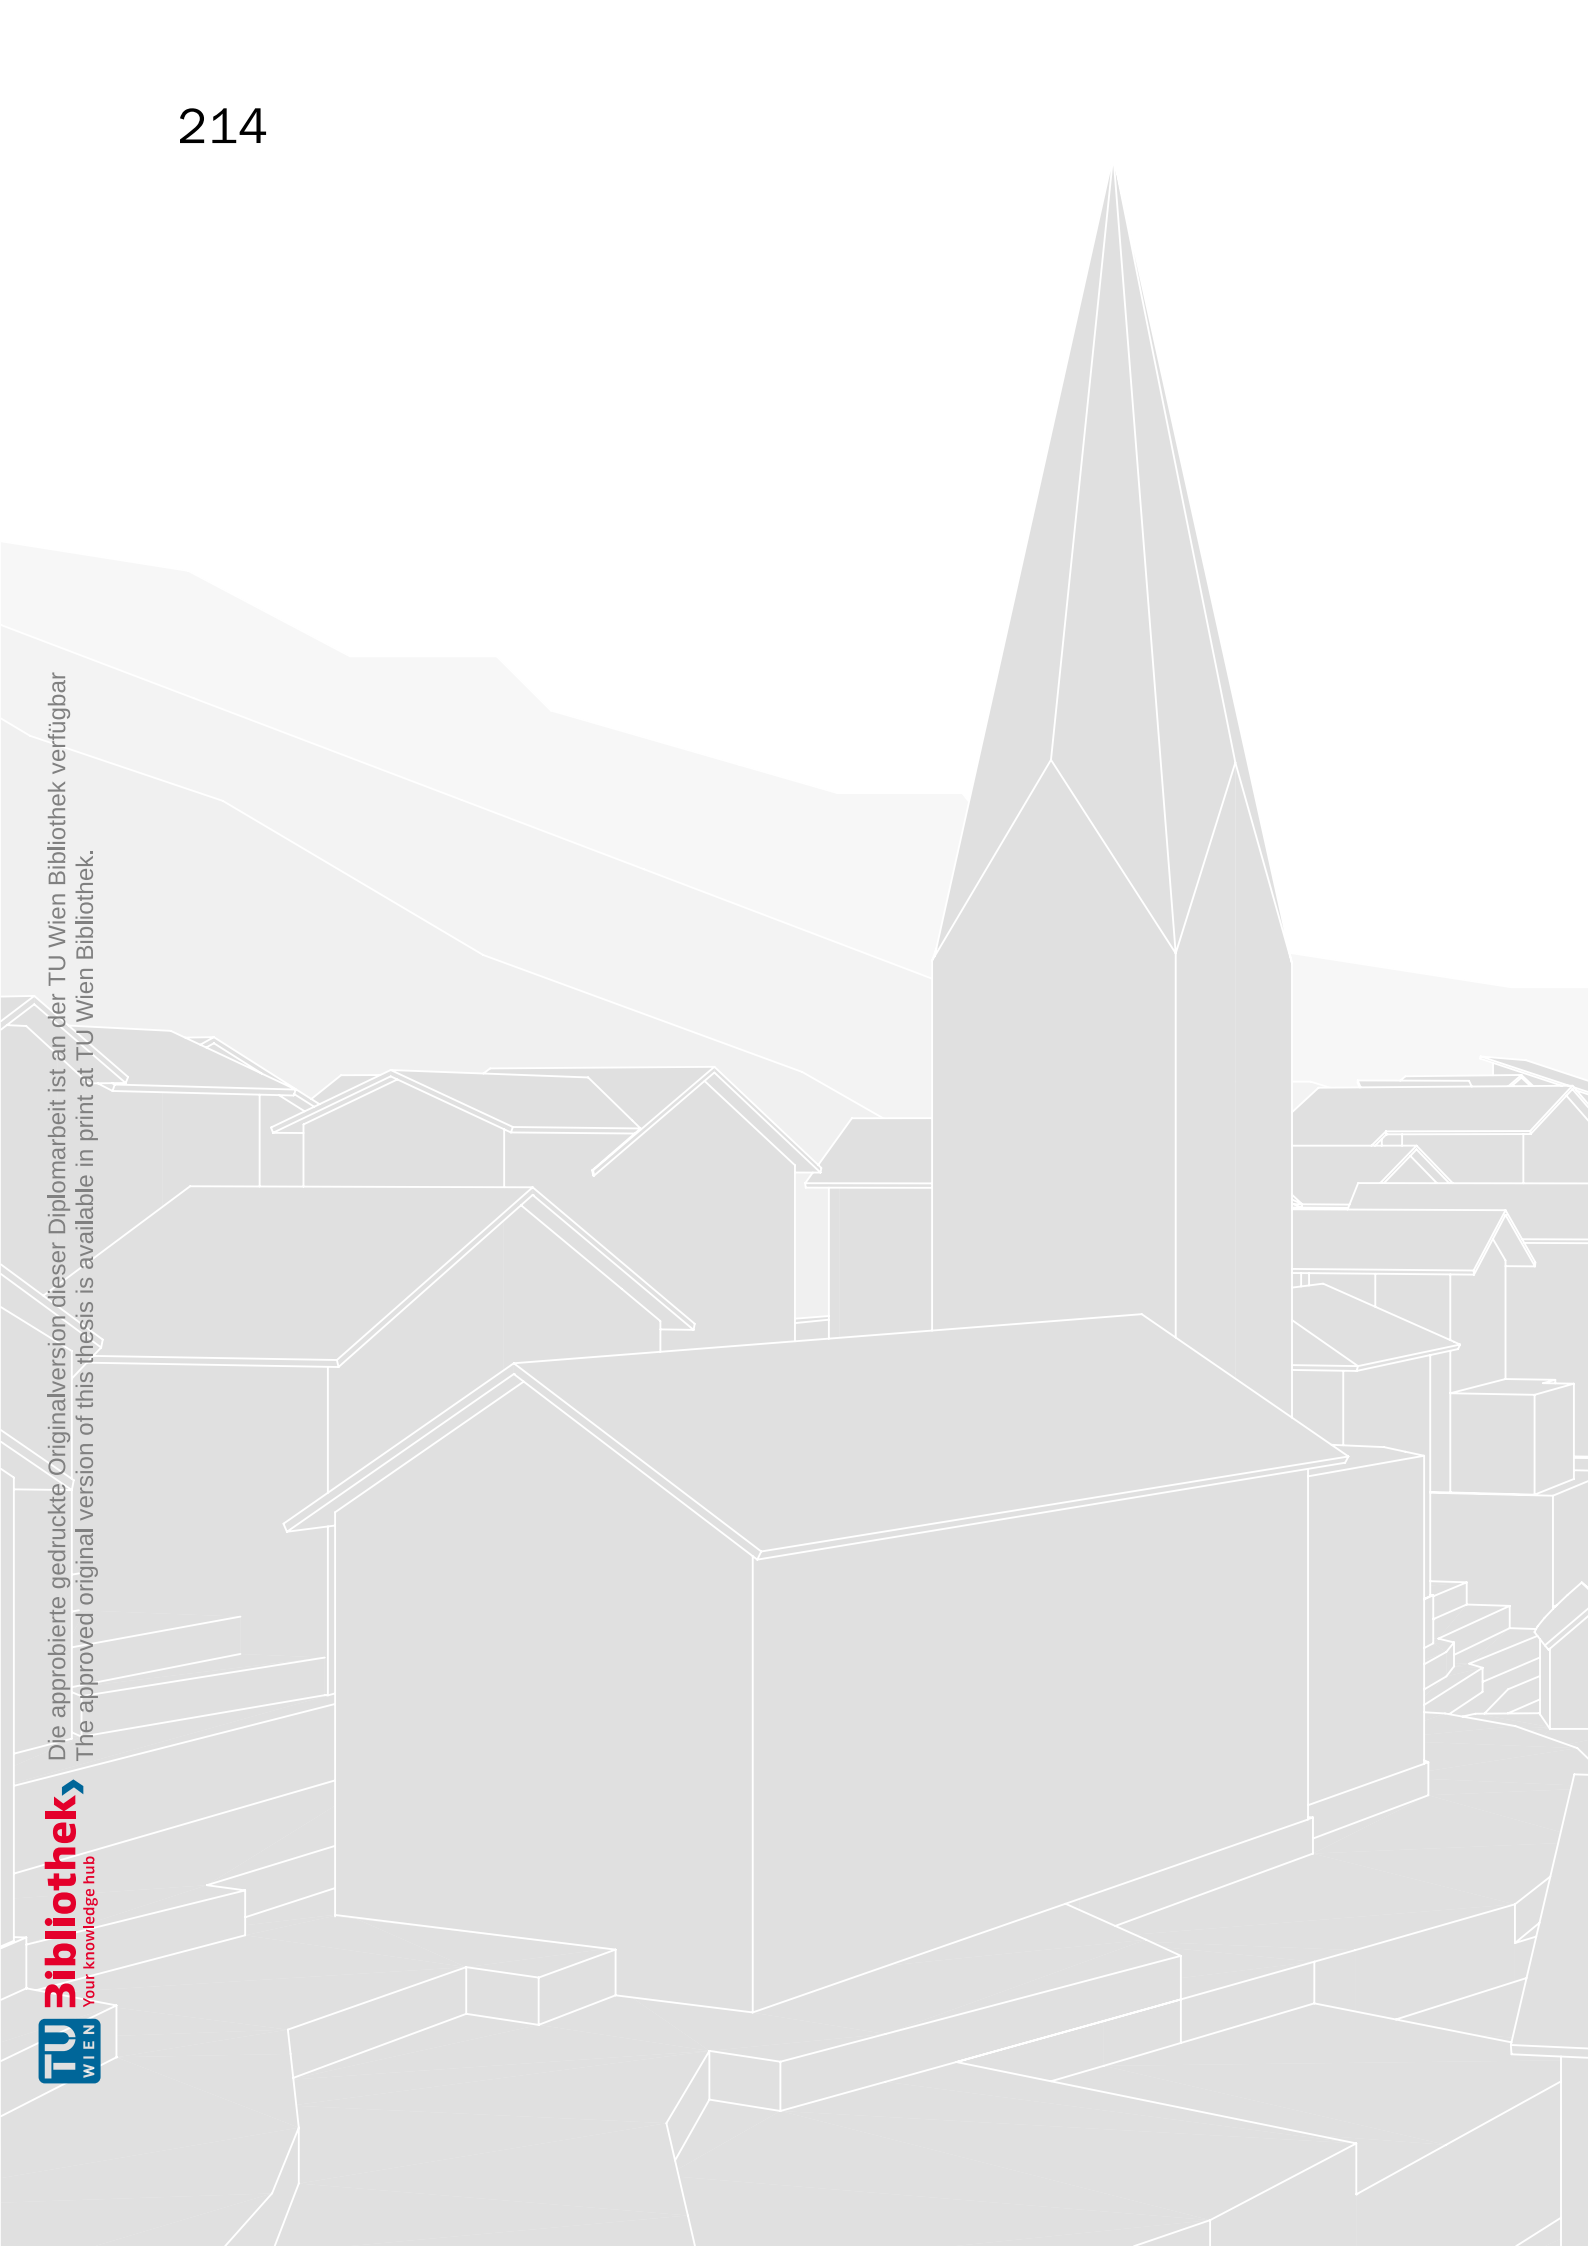 214
Die approbierte gedruckte Originalversion dieser Diplomarbeit ist an der TU Wien Bibliothek verfügbar
The approved original version of this thesis is available in print at TU Wien Bibliothek.
Bibliothek
Your knowledge hub
TU
WIEN